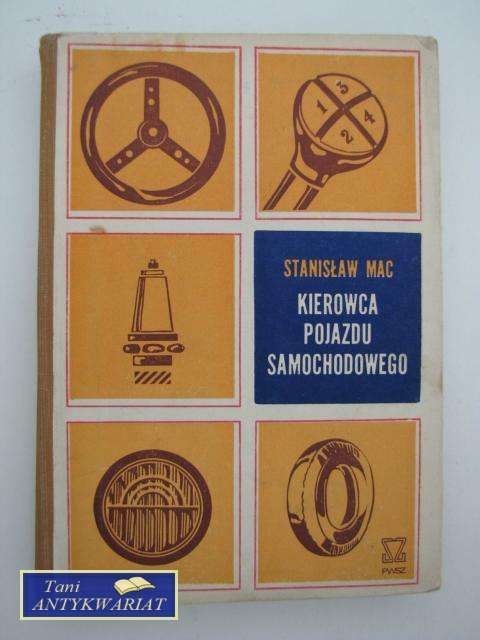 3
1 4
2
STANISŁAW MAC
KIEROWCA
POJAZDU
SAMOCHODOWEGO
PWSZ
Tani
ANTYKWARIAT